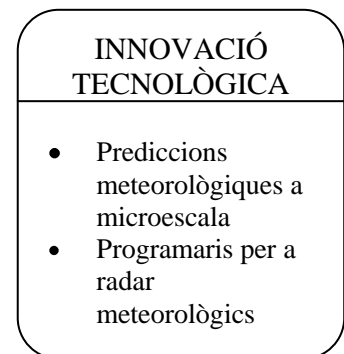 INNOVACIÓ
TECNOLÒGICA
• Prediccions
meteorològiques a
microescala
• Programaris per a
radar
meteorològics